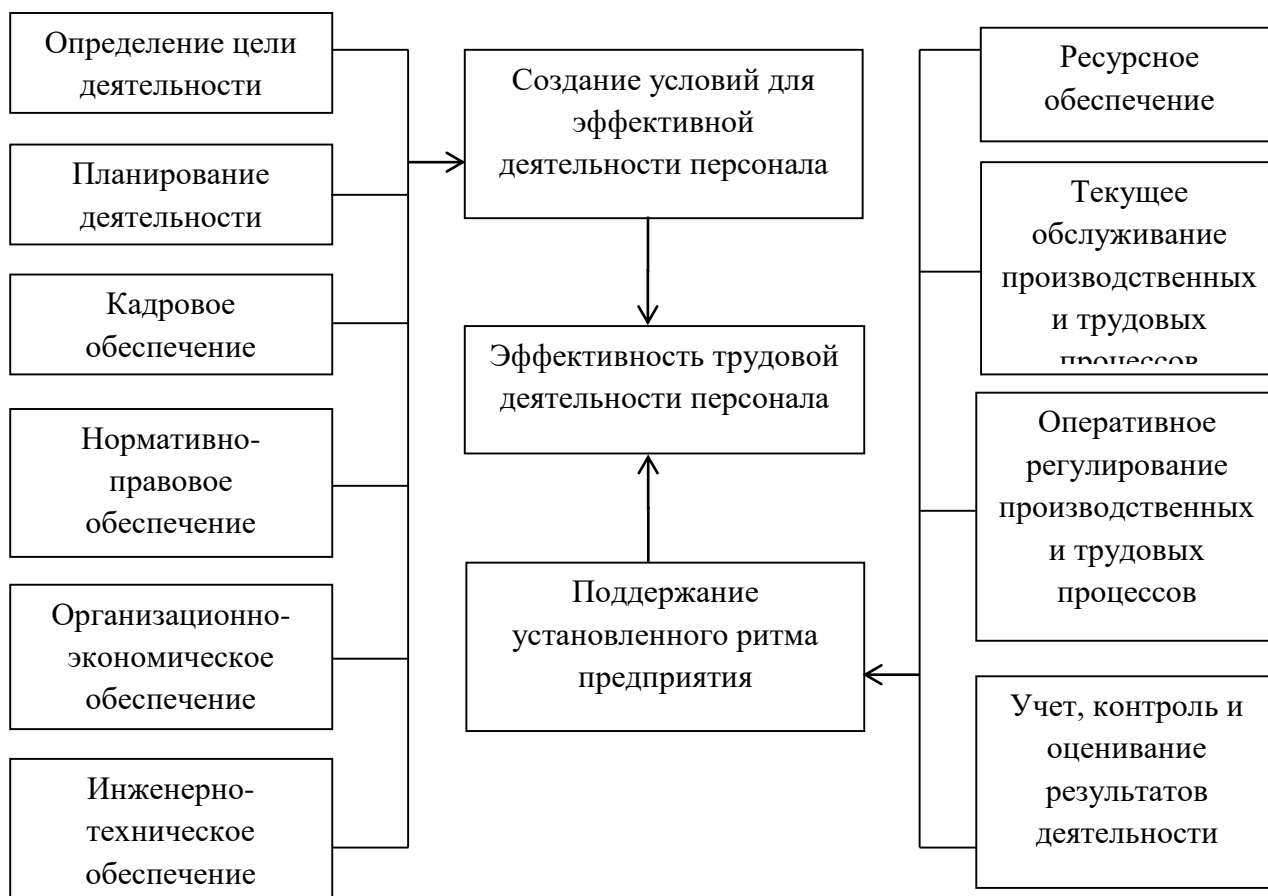 Определение цели
деятельности
Планирование
деятельности
Кадровое
обеспечение
Нормативно-
правовое
обеспечение
Организационно-
экономическое
обеспечение
Инженерно-
техническое
обеспечение
Создание условий для
эффективной
деятельности персонала
Эффективность трудовой
деятельности персонала
Поддержание
установленного ритма
предприятия
Ресурсное
обеспечение
Текущее
обслуживание
производственных
и трудовых
процессов
Оперативное
регулирование
производственных
и трудовых
процессов
Учет, контроль и
оценивание
результатов
деятельности